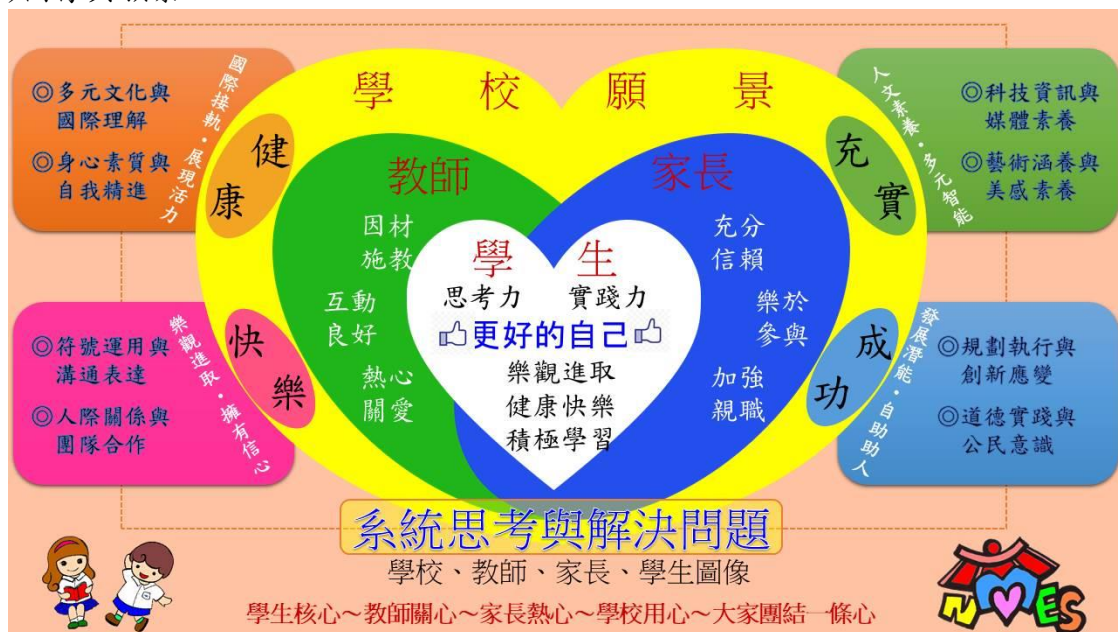 學校願景
國際接軌・展現活力
◎多元文化與
國際理解
◎身心素質與
自我精進
健康
人文素養・多元智能
◎科技資訊與
媒體素養
◎藝術涵養與
美感素養
充實
教師
因材
施教
互動
良好
熱心
關愛
家長
充分
信賴
樂於
參與
加強
親職
學生
思考力 實踐力
更好的自己
樂觀進取
健康快樂
積極學習
樂觀進取・擁有信心
◎符號運用與
溝通表達
◎人際關係與
團隊合作
快樂
發展潛能・自助助人
◎規劃執行與
創新應變
◎道德實踐與
公民意識
成功
系統思考與解決問題
學校、教師、家長、學生圖像
學生核心～教師關心～家長熱心～學校用心～大家團結一條心
NMES